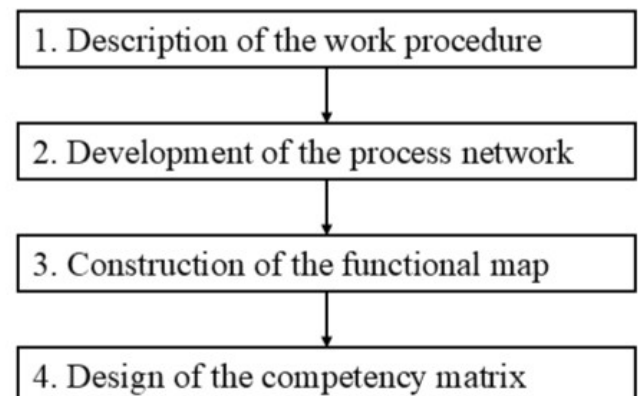 1. Description of the work procedure
2. Development of the process network
3. Construction of the functional map
4. Design of the competency matrix